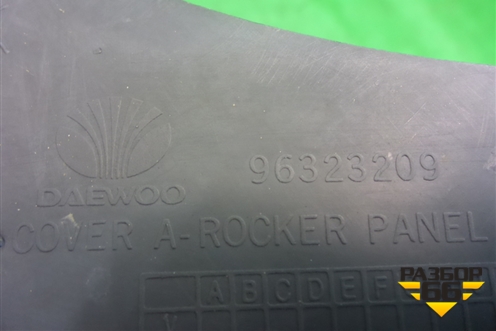 DAEWOO
96323209
COVER A-ROCKER PANEL
A B C D E F
РАЗБОР
66